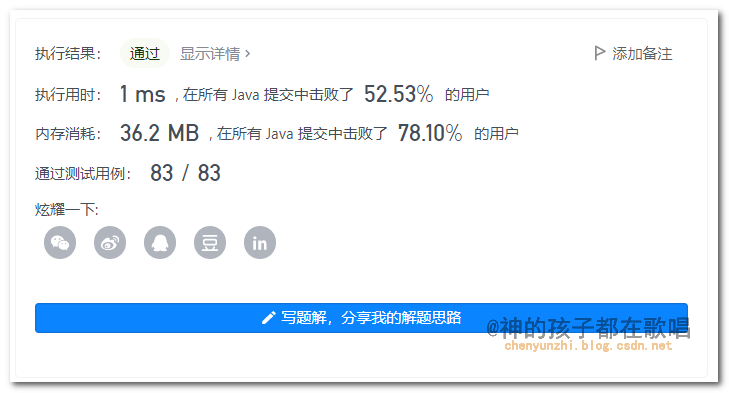 执行结果： 通过 显示详情 > 添加备注
执行用时： 1 ms , 在所有 Java 提交中击败了 52.53% 的用户
内存消耗： 36.2 MB , 在所有 Java 提交中击败了 78.10% 的用户
通过测试用例： 83 / 83
炫耀一下:
豆 in
写题解，分享我的解题思路
@神的孩子都在歌唱
chenyunzhi.blog.csdn.net